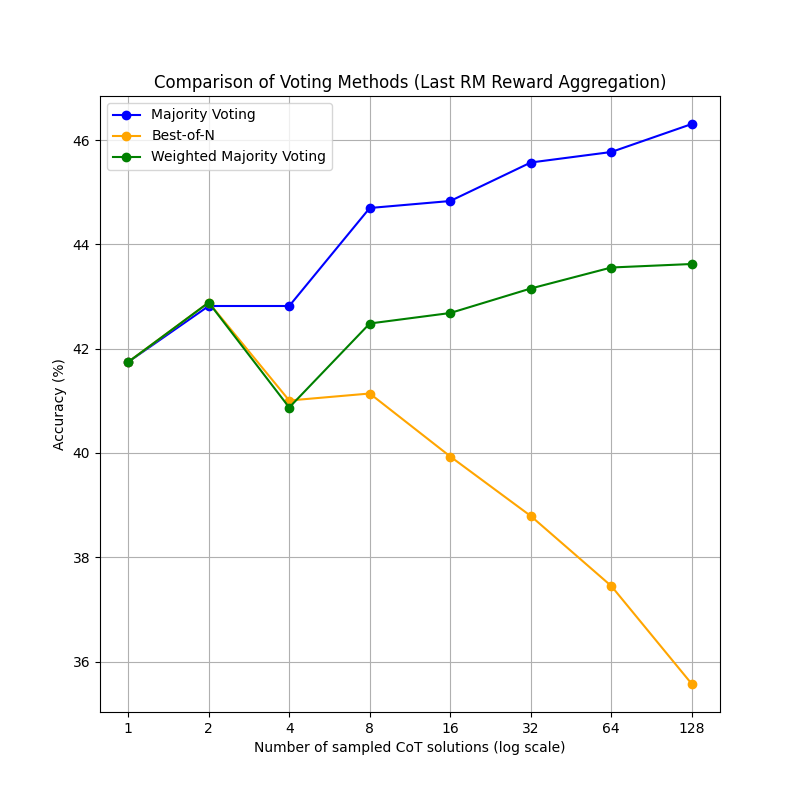 Comparison of Voting Methods (Last RM Reward Aggregation)
Majority Voting
Best-of-N
Weighted Majority Voting
Accuracy (%)
46
44
42
40
38
36
1 2 4 8 16 32 64 128
Number of sampled CoT solutions (log scale)